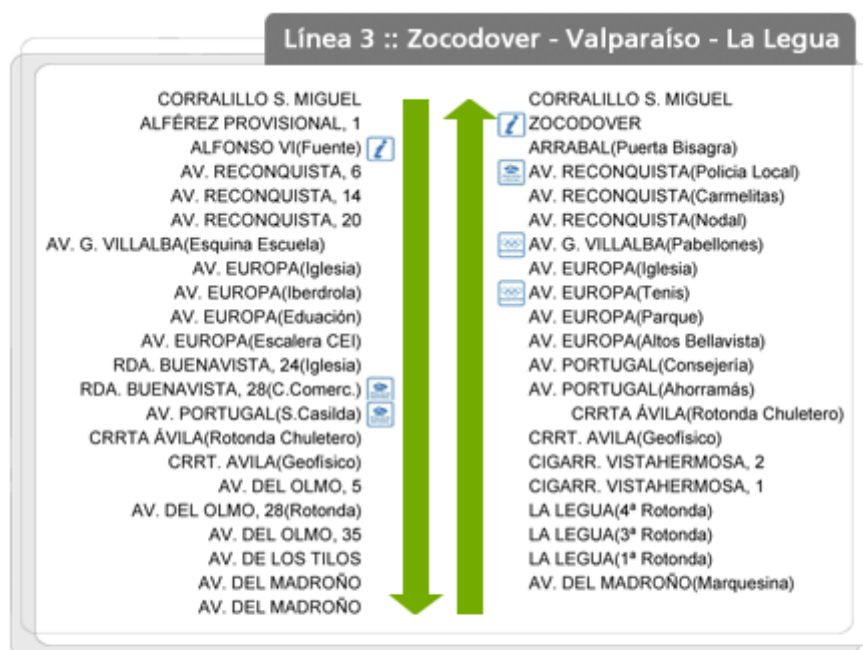 Línea 3 :: Zocodover - Valparaíso - La Legua
CORRALILLO S. MIGUEL
ALFÉREZ PROVISIONAL, 1
ALFONSO VI(Fuente)
AV. RECONQUISTA, 6
AV. RECONQUISTA, 14
AV. RECONQUISTA, 20
AV. G. VILLALBA(Esquina Escuela)
AV. EUROPA(Iglesia)
AV. EUROPA(Iberdrola)
AV. EUROPA(Eduación)
AV. EUROPA(Escalera CEI)
RDA. BUENAVISTA, 24(Iglesia)
RDA. BUENAVISTA, 28(C.Comerc.)
AV. PORTUGAL(S.Casilda)
CRRTA ÁVILA(Rotonda Chuletero)
CRRT. AVILA(Geofísico)
AV. DEL OLMO, 5
AV. DEL OLMO, 28(Rotonda)
AV. DEL OLMO, 35
AV. DE LOS TILOS
AV. DEL MADROÑO
AV. DEL MADROÑO
CORRALILLO S. MIGUEL
i ZOCODOVER
ARRABAL(Puerta Bisagra)
AV. RECONQUISTA(Policia Local)
AV. RECONQUISTA(Carmelitas)
AV. RECONQUISTA(Nodal)
AV. G. VILLALBA(Pabellones)
AV. EUROPA(Iglesia)
AV. EUROPA(Tenis)
AV. EUROPA(Parque)
AV. EUROPA(Altos Bellavista)
AV. PORTUGAL(Consejería)
AV. PORTUGAL(Ahorramás)
CRRTA ÁVILA(Rotonda Chuletero)
CRRT. AVILA(Geofísico)
CIGARR. VISTAHERMOSA, 2
CIGARR. VISTAHERMOSA, 1
LA LEGUA(4ª Rotonda)
LA LEGUA(3ª Rotonda)
LA LEGUA(1ª Rotonda)
AV. DEL MADROÑO(Marquesina)